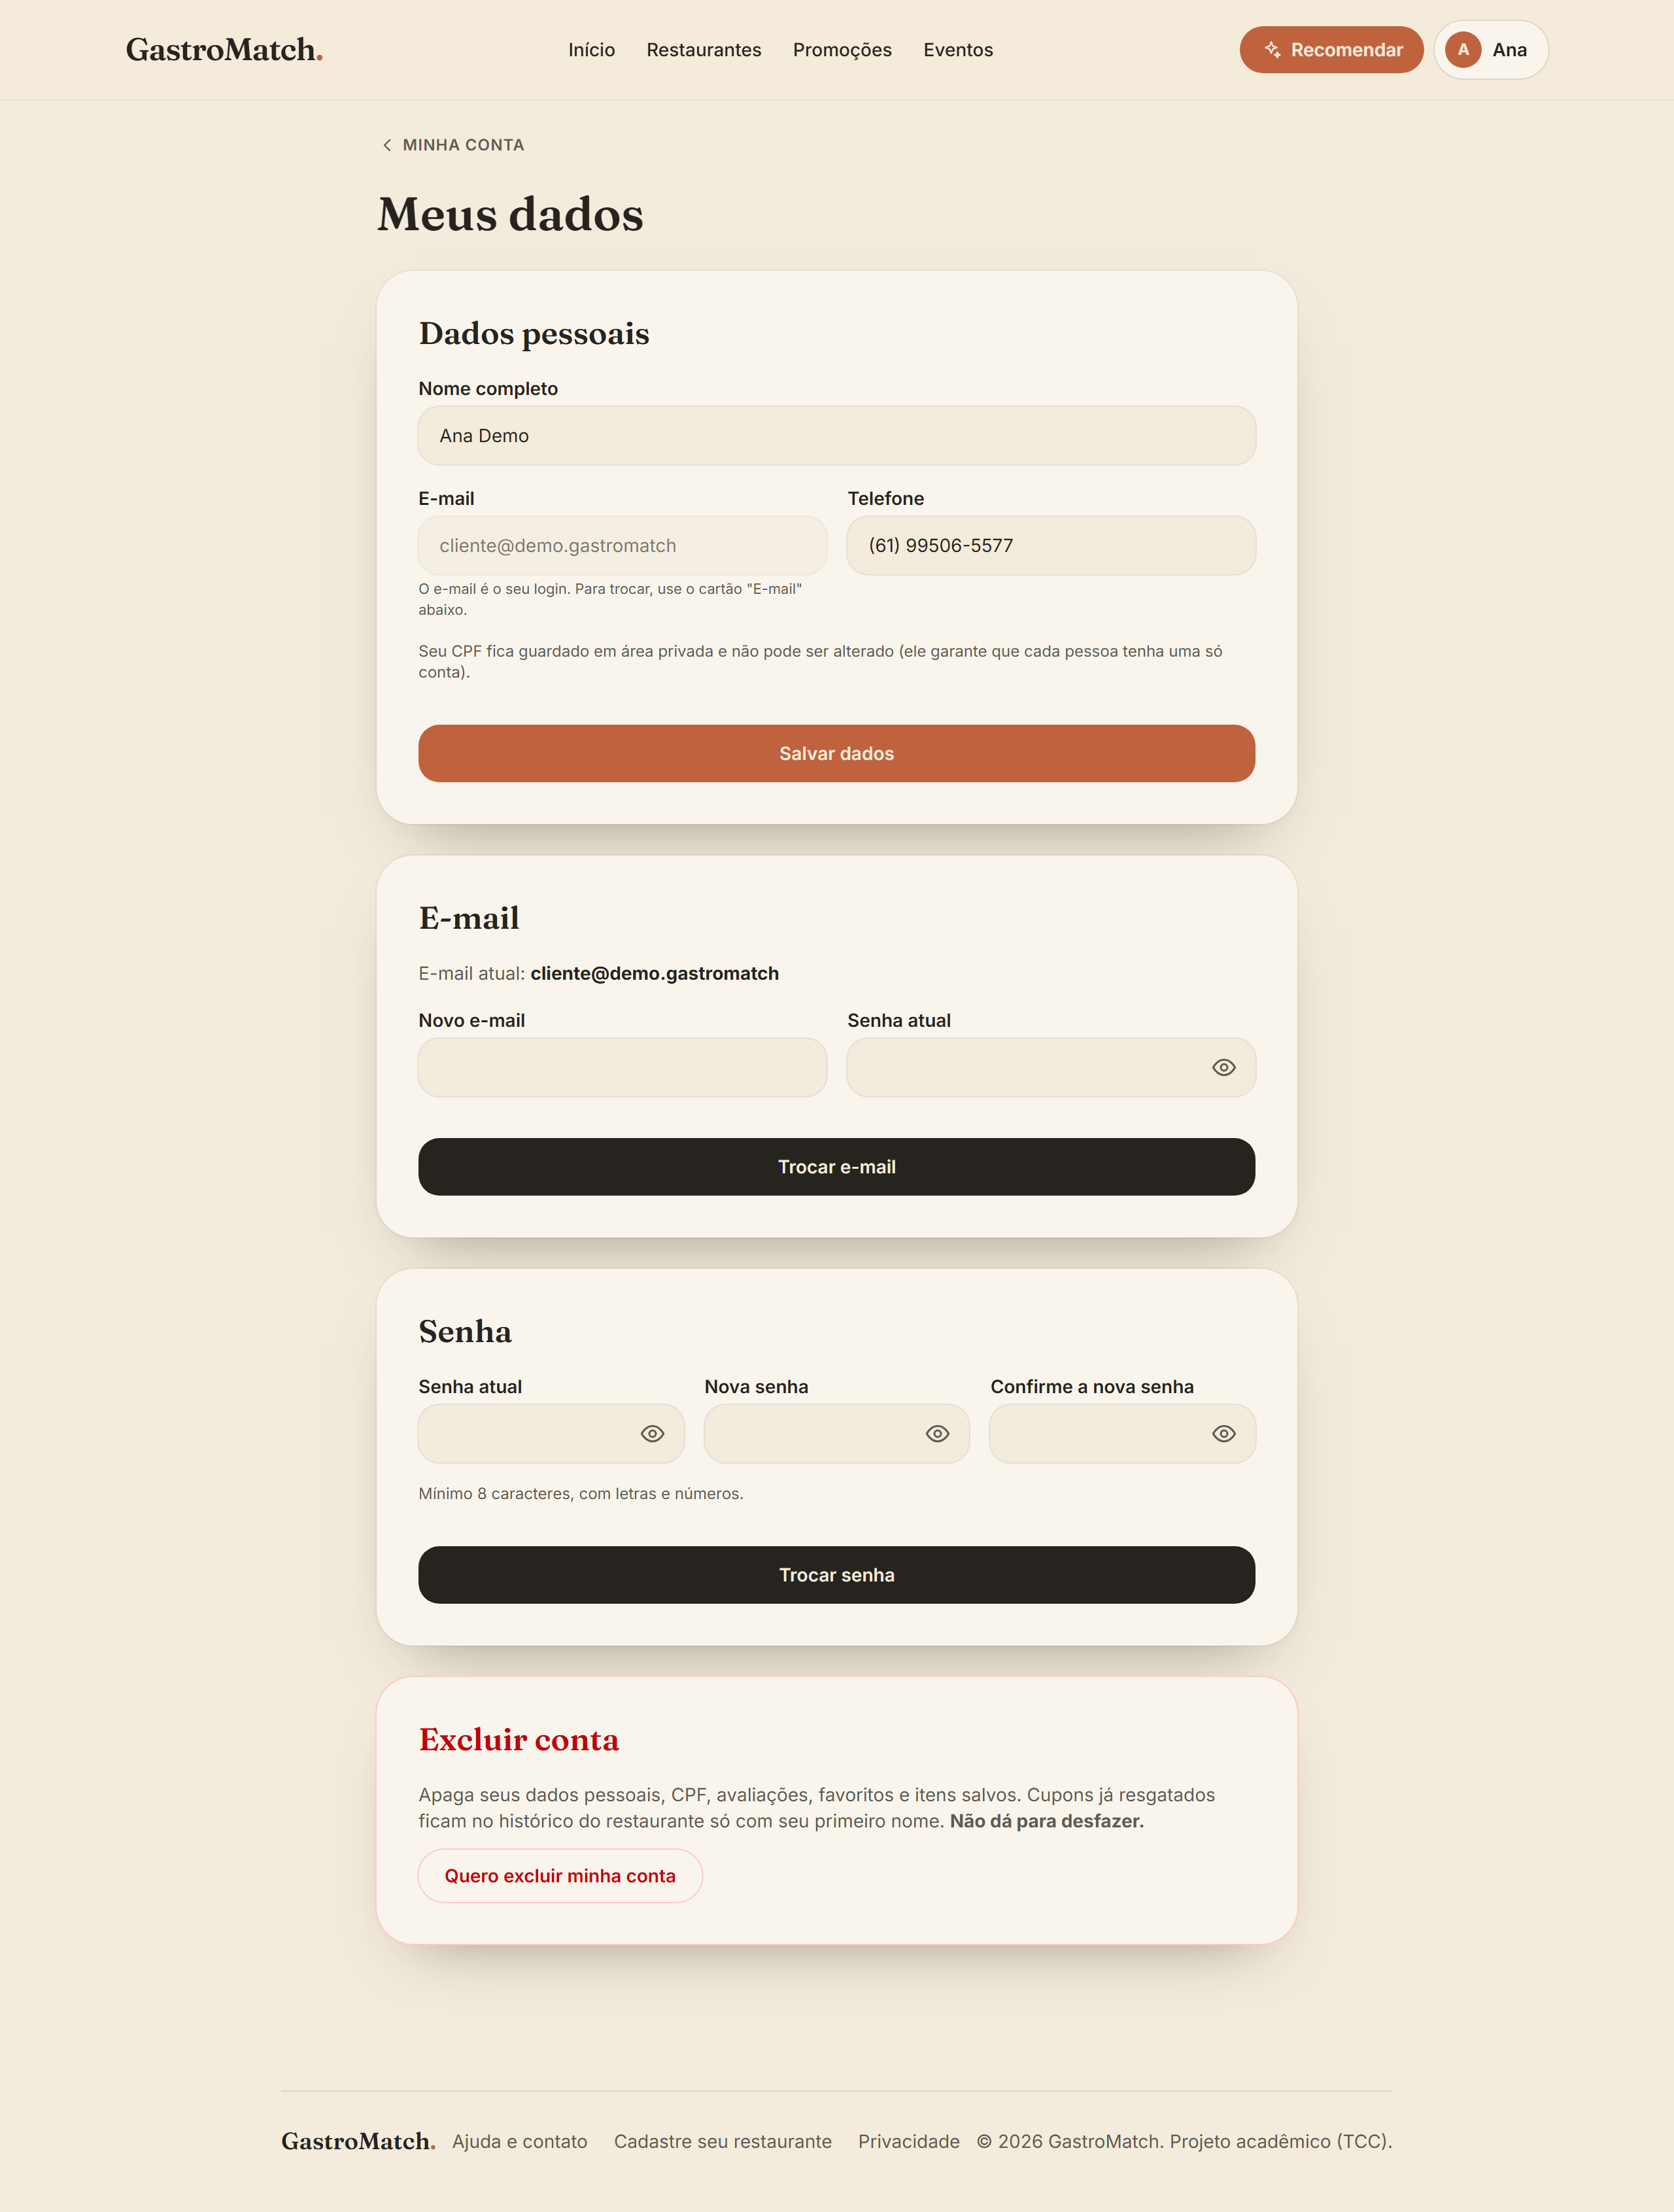 GastroMatch.
Início Restaurantes Promoções Eventos
Recomendar
A Ana
MINHA CONTA
Meus dados
Dados pessoais
Nome completo
Ana Demo
E-mail Telefone
cliente@demo.gastromatch (61) 99506-5577
O e-mail é o seu login. Para trocar, use o cartão "E-mail"
abaixo.
Seu CPF fica guardado em área privada e não pode ser alterado (ele garante que cada pessoa tenha uma só
conta).
Salvar dados
E-mail
E-mail atual: cliente@demo.gastromatch
Novo e-mail Senha atual
Trocar e-mail
Senha
Senha atual Nova senha Confirme a nova senha
Mínimo 8 caracteres, com letras e números.
Trocar senha
Excluir conta
Apaga seus dados pessoais, CPF, avaliações, favoritos e itens salvos. Cupons já resgatados
ficam no histórico do restaurante só com seu primeiro nome. Não dá para desfazer.
Quero excluir minha conta
GastroMatch. Ajuda e contato Cadastre seu restaurante Privacidade © 2026 GastroMatch. Projeto acadêmico (TCC).